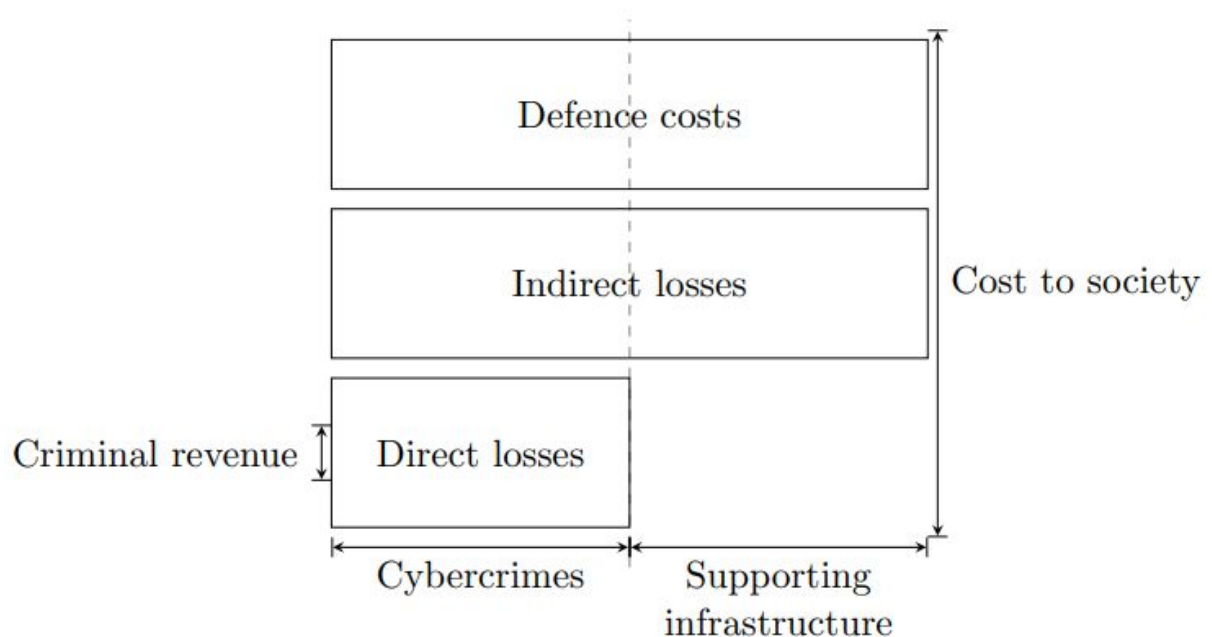 Defence costs
Indirect losses
Cost to society
Criminal revenue
Direct losses
Cybercrimes
Supporting
infrastructure